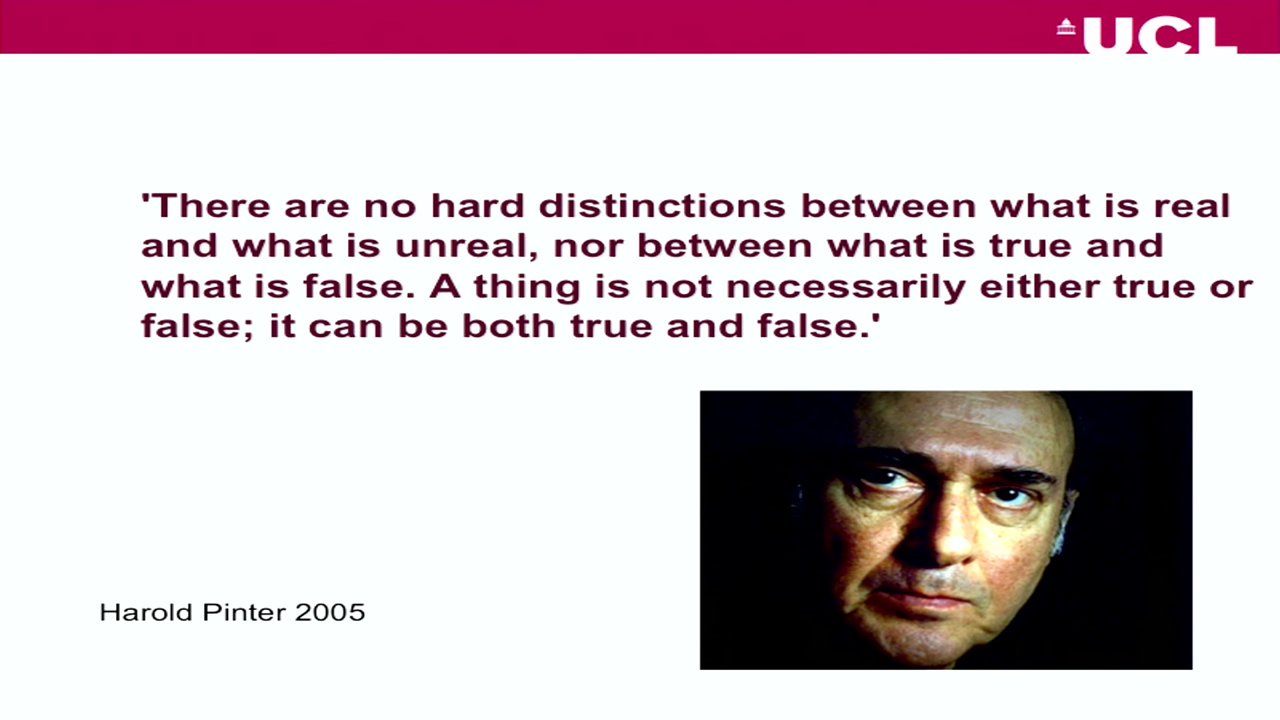 UCL
'There are no hard distinctions between what is real
and what is unreal, nor between what is true and
what is false. A thing is not necessarily either true or
false; it can be both true and false.'
Harold Pinter 2005